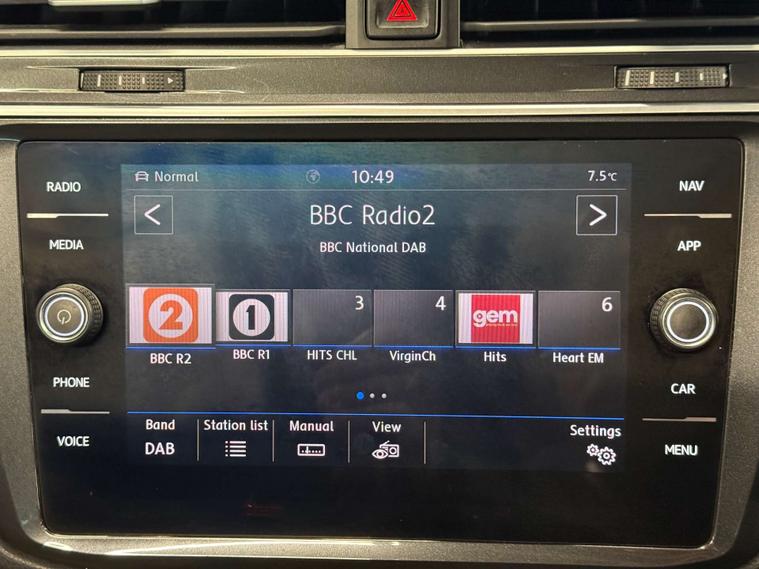 Normal
10:49
7.5°C
RADIO
NAV
<
BBC Radio2
>
MEDIA
BBC National DAB
APP
2
1
3
4
gem
6
BBC R2
BBC R1
HITS CHL
VirginCh
Hits
Heart EM
PHONE
CAR
Band
Station list
Manual
View
Settings
VOICE
DAB
MENU